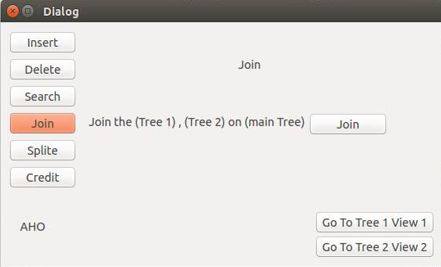 Dialog
Insert
Delete
Search
Join
Splite
Credit
Join
Join the (Tree 1) , (Tree 2) on (main Tree)
Join
AHO
Go To Tree 1 View 1
Go To Tree 2 View 2